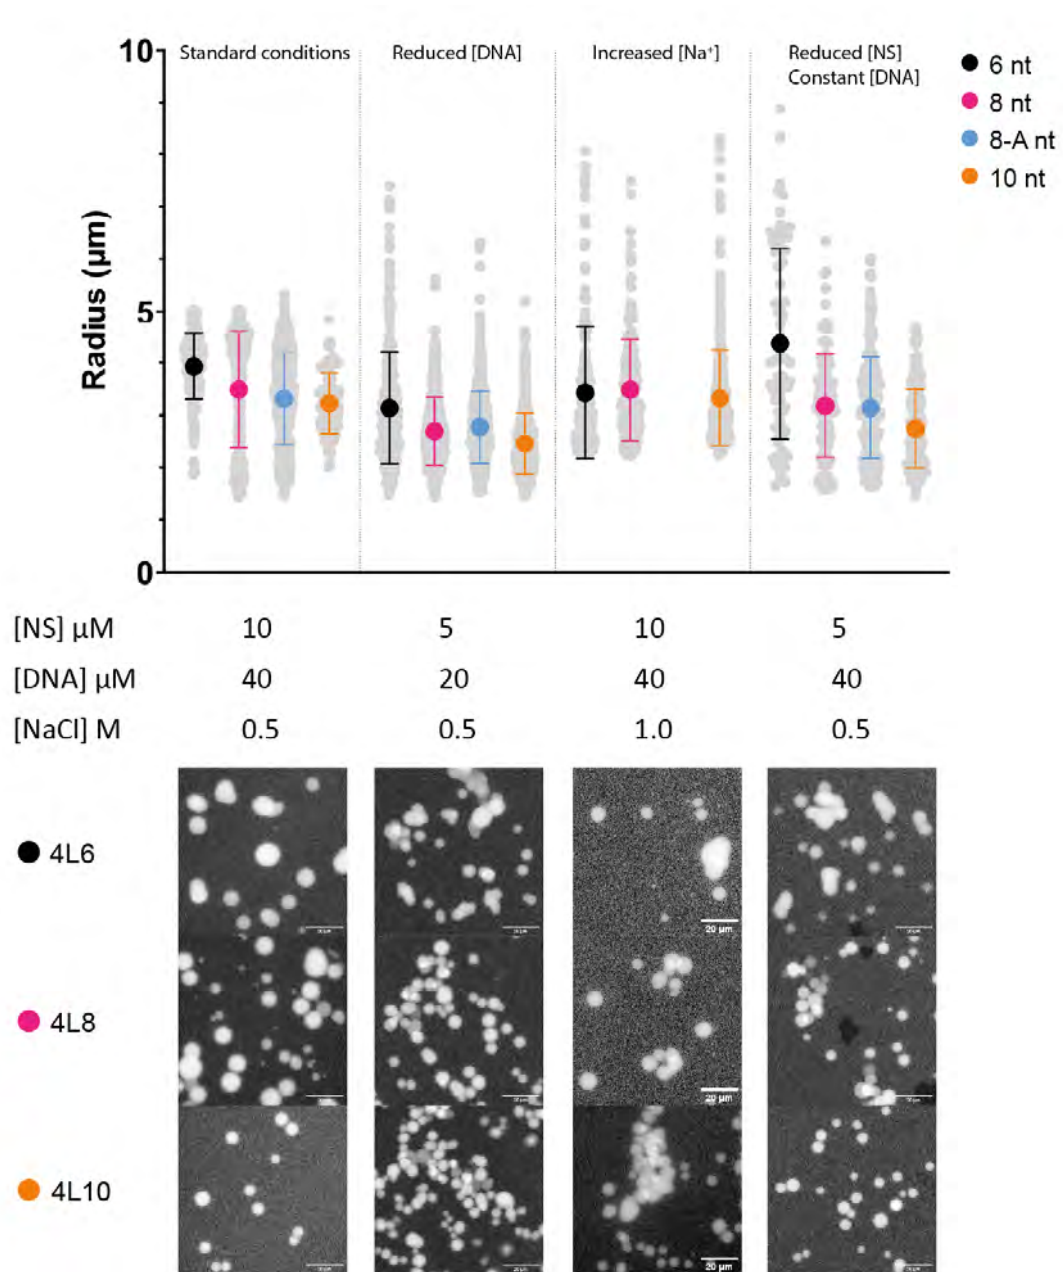 10
Standard conditions
Reduced [DNA]
Increased [Na⁺]
Reduced [NS]
Constant [DNA]
6 nt
8 nt
8-A nt
10 nt
Radius (μm)
5
0
[NS] μM 10 5 10 5
[DNA] μM 40 20 40 40
[NaCl] M 0.5 0.5 1.0 0.5
4L6
20 μm
4L8
20 μm
4L10
20 μm